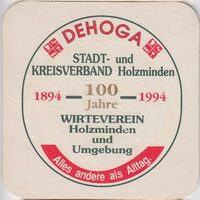 DEHOGA
STADT- und
KREISVERBAND Holzminden
1894 — 100 — 1994
Jahre
WIRTEVEREIN
Holzminden
und
Umgebung
Alles andere als Alltag.